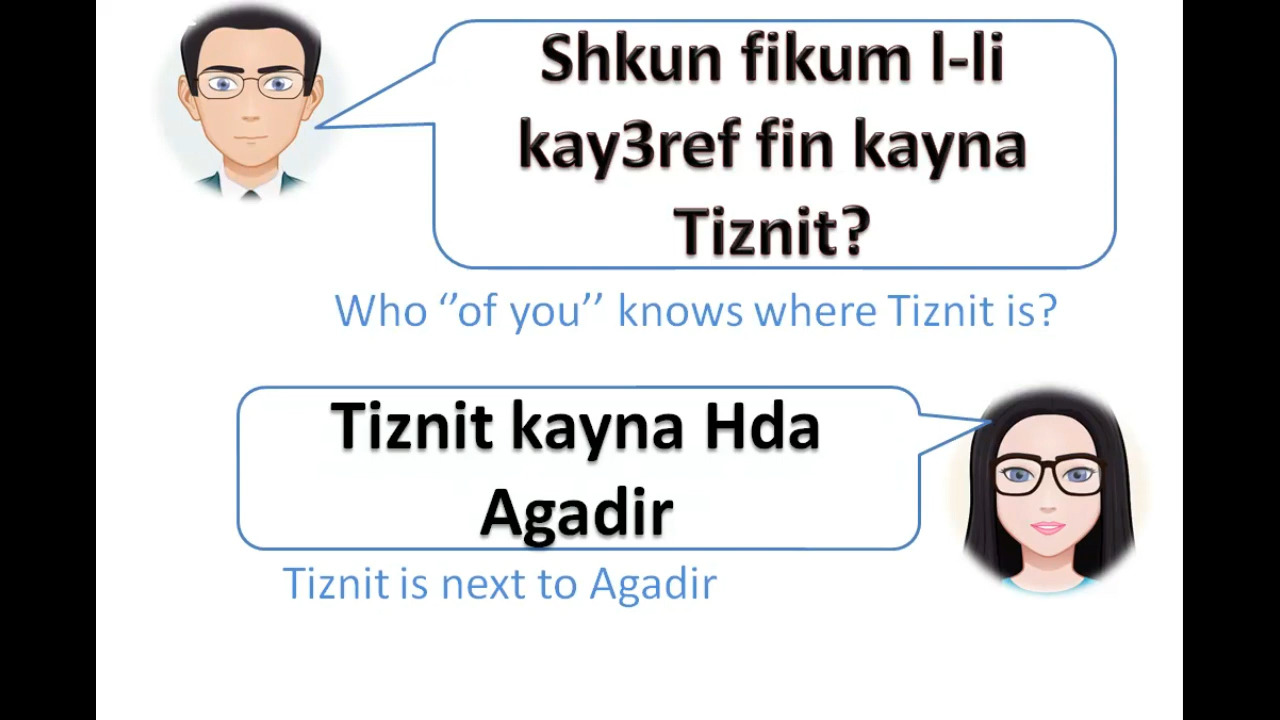 Shkun fikum l-li
kay3ref fin kayna
Tiznit?
Who ‘’of you’’ knows where Tiznit is?
Tiznit kayna Hda
Agadir
Tiznit is next to Agadir